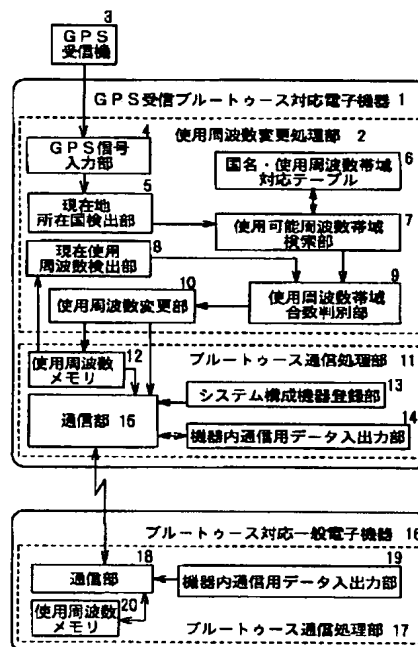 3
GPS
受信機
GPS受信ブルートゥース対応電子機器 1
使用周波数変更処理部 2
4
GPS信号
入力部
6
国名・使用周波数帯域
対応テーブル
5
現在地
所在国検出部
7
使用可能周波数帯域
検索部
8
現在使用
周波数検出部
9
使用周波数帯域
合致判別部
10
使用周波数変更部
ブルートゥース通信処理部 11
12
使用周波数
メモリ
13
システム構成機器登録部
通信部 15
14
機器内通信用データ入出力部
ブルートゥース対応一般電子機器 16
18
通信部
19
機器内通信用データ入出力部
20
使用周波数
メモリ
ブルートゥース通信処理部 17